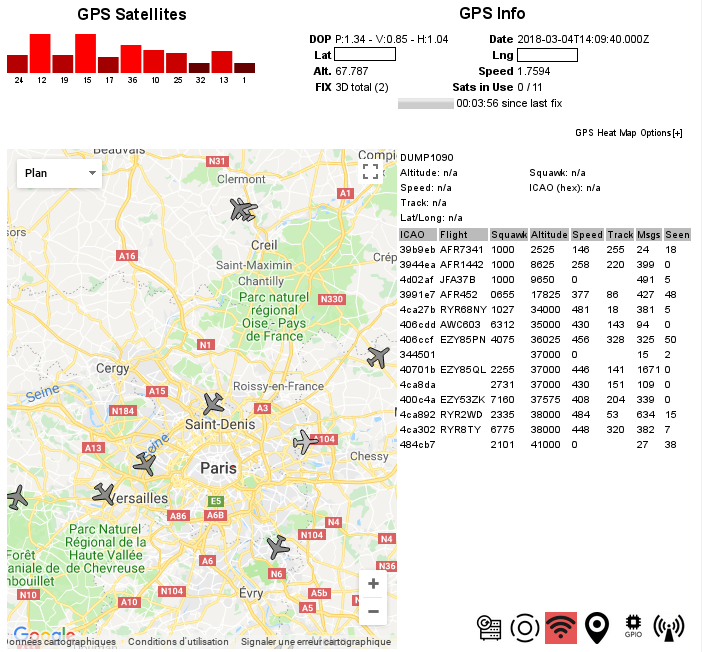 GPS Satellites
24 12 19 15 17 36 10 25 32 13 1
GPS Info
DOP P:1.34 - V:0.85 - H:1.04 Date 2018-03-04T14:09:40.000Z
Lat Lng
Alt. 67.787 Speed 1.7594
FIX 3D total (2) Sats in Use 0 / 11
00:03:56 since last fix
GPS Heat Map Options[+]
Plan
Beauvais
N31
Compi
Clermont
A1
sors
Creil
A16
Saint-Maximin
Crép
Chantilly
Parc naturel
régional
Oise - Pays
de France
N330
N1
Cergy
Seine
A15
Roissy-en-France
N184
A3
Saint-Denis
A13
Seine
A104
Chessy
Paris
Versailles
E5
A86
A6B
N4
Parc Naturel
Régional de la
Haute Vallée
de Chevreuse
N104
N4
Forêt
aniale de
nbouillet
A6
N6
N36
N10
N104
Évry
A5b
A10
A5
+
−
Google
Données cartographiques Conditions d'utilisation Signaler une erreur cartographique
DUMP1090
Altitude: n/a Squawk: n/a
Speed: n/a ICAO (hex): n/a
Track: n/a
Lat/Long: n/a
ICAO Flight Squawk Altitude Speed Track Msgs Seen
39b9eb AFR7341 1000 2525 146 255 24 18
3944ea AFR1442 1000 8625 258 220 399 0
4d02af JFA37B 1000 9650 0 491 5
3991e7 AFR452 0655 17825 377 86 427 48
4ca27b RYR68NY 1027 34000 481 18 381 5
406cdd AWC603 6312 35000 430 143 94 0
406ccf EZY85PN 4075 36025 456 328 325 50
344501 37000 0 15 2
40701b EZY85QL 2255 37000 446 141 1671 0
4ca8da 2731 37000 430 151 109 0
400c4a EZY53ZK 7160 37575 408 204 339 0
4ca892 RYR2WD 2335 38000 484 53 634 15
4ca302 RYR8TY 6775 38000 448 320 382 7
484cb7 2101 41000 0 27 38
GPIO